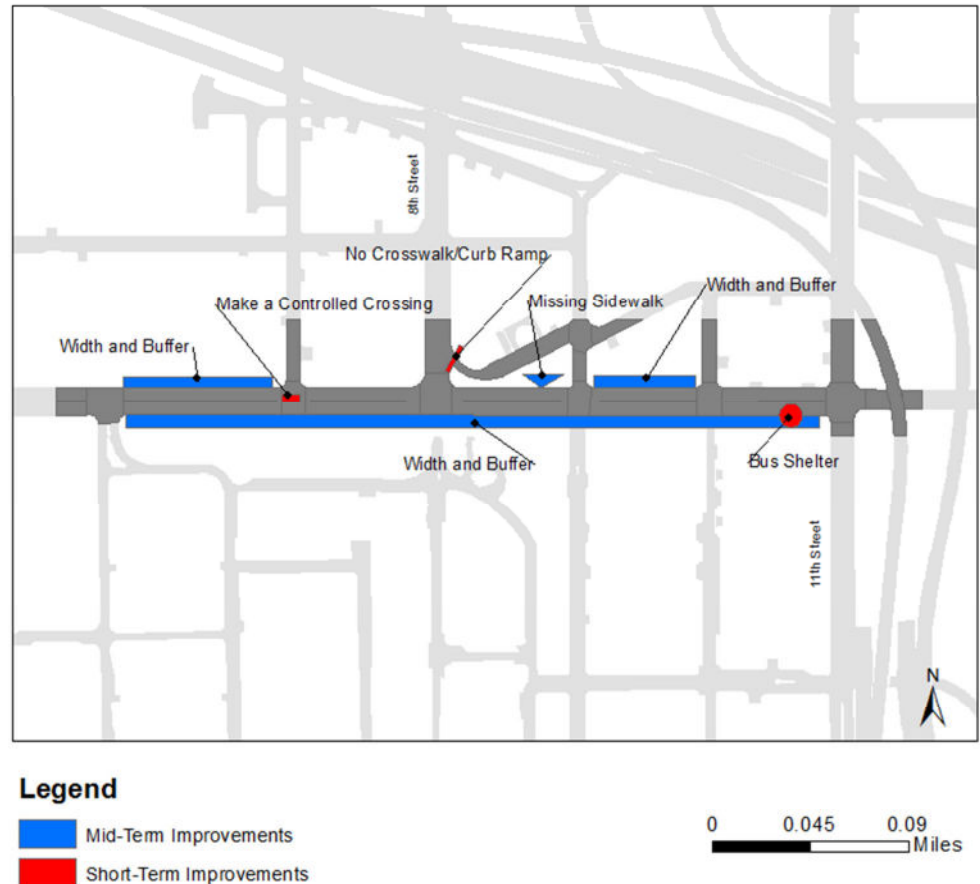 8th Street
No Crosswalk/Curb Ramp
Width and Buffer
Make a Controlled Crossing
Missing Sidewalk
Width and Buffer
Width and Buffer
Bus Shelter
11th Street
N
Legend
Mid-Term Improvements
Short-Term Improvements
0 0.045 0.09
Miles